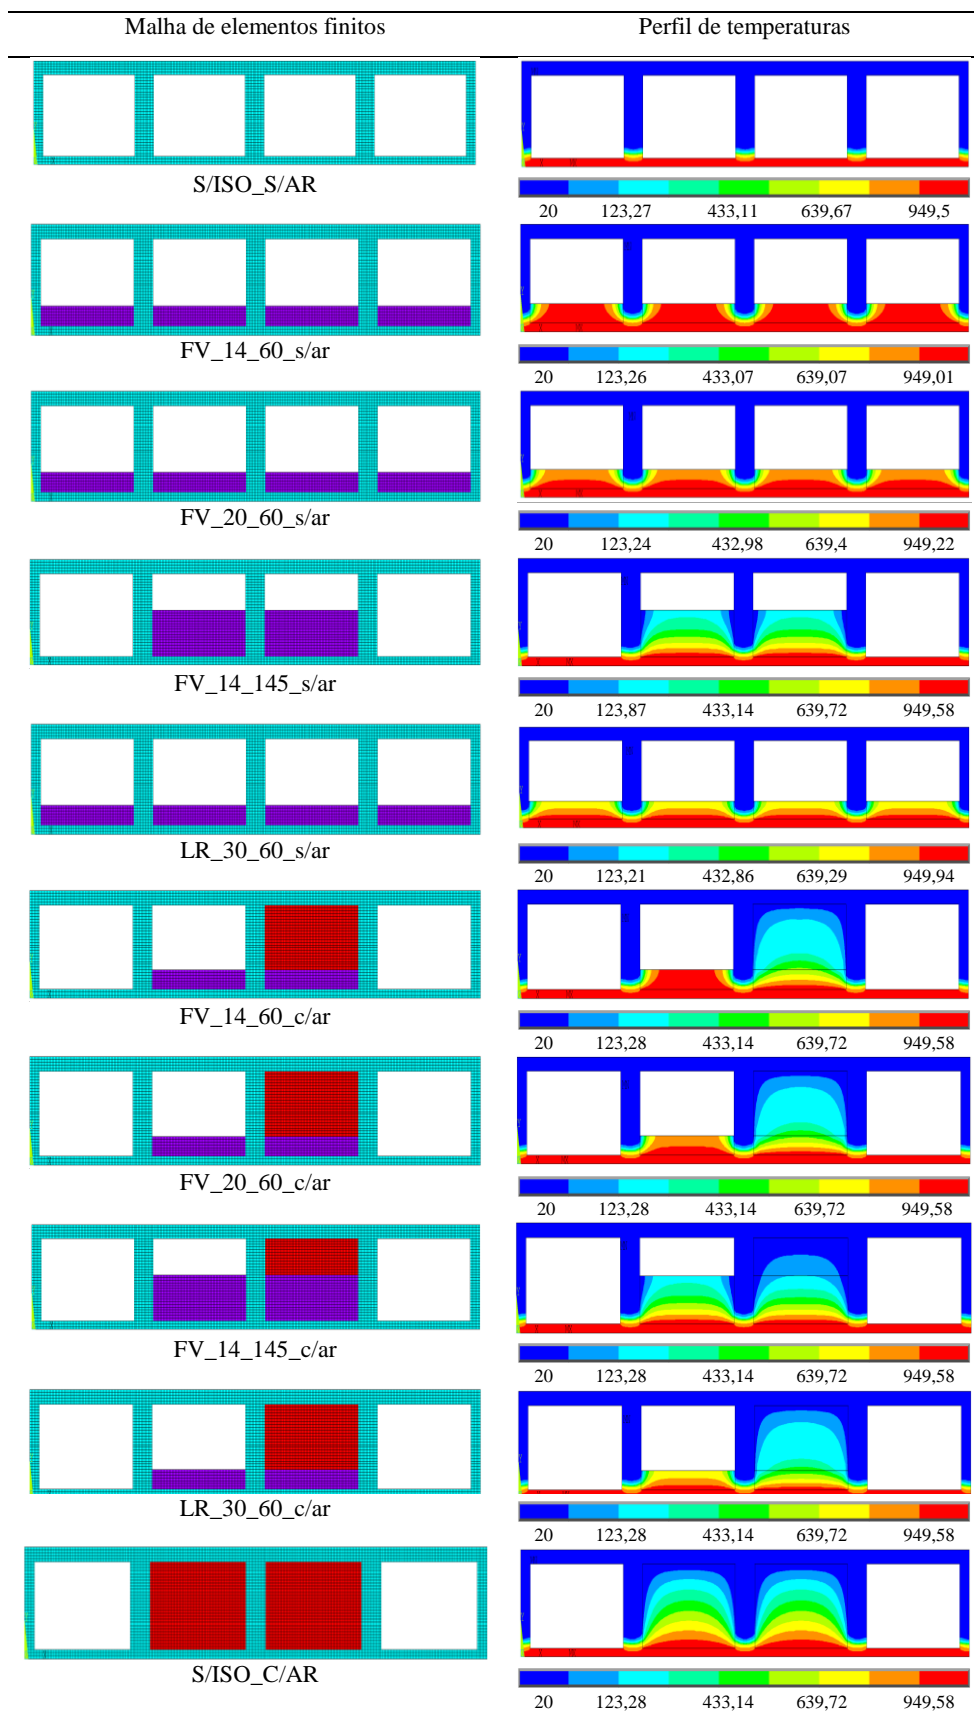 Malha de elementos finitos Perfil de temperaturas
S/ISO_S/AR
20 123,27 433,11 639,67 949,5
FV_14_60_s/ar
20 123,26 433,07 639,07 949,01
FV_20_60_s/ar
20 123,24 432,98 639,4 949,22
FV_14_145_s/ar
20 123,87 433,14 639,72 949,58
LR_30_60_s/ar
20 123,21 432,86 639,29 949,94
FV_14_60_c/ar
20 123,28 433,14 639,72 949,58
FV_20_60_c/ar
20 123,28 433,14 639,72 949,58
FV_14_145_c/ar
20 123,28 433,14 639,72 949,58
LR_30_60_c/ar
20 123,28 433,14 639,72 949,58
S/ISO_C/AR
20 123,28 433,14 639,72 949,58